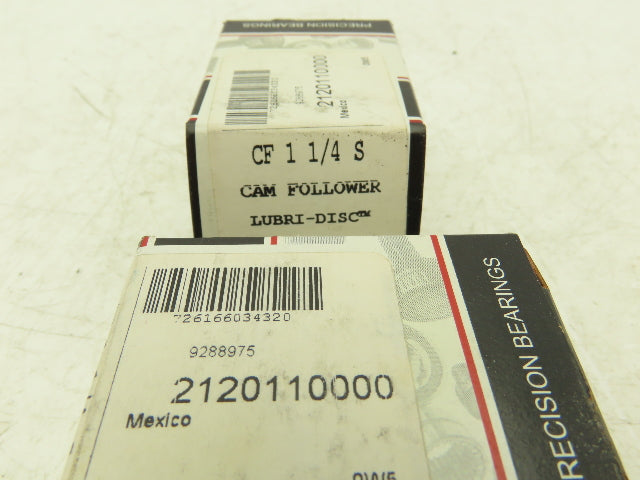 PRECISION BEARINGS
2120110000
Mexico
CF 1 1/4 S
CAM FOLLOWER
LUBRI-DISC™
726166034320
9288975
2120110000
Mexico
PRECISION BEARINGS